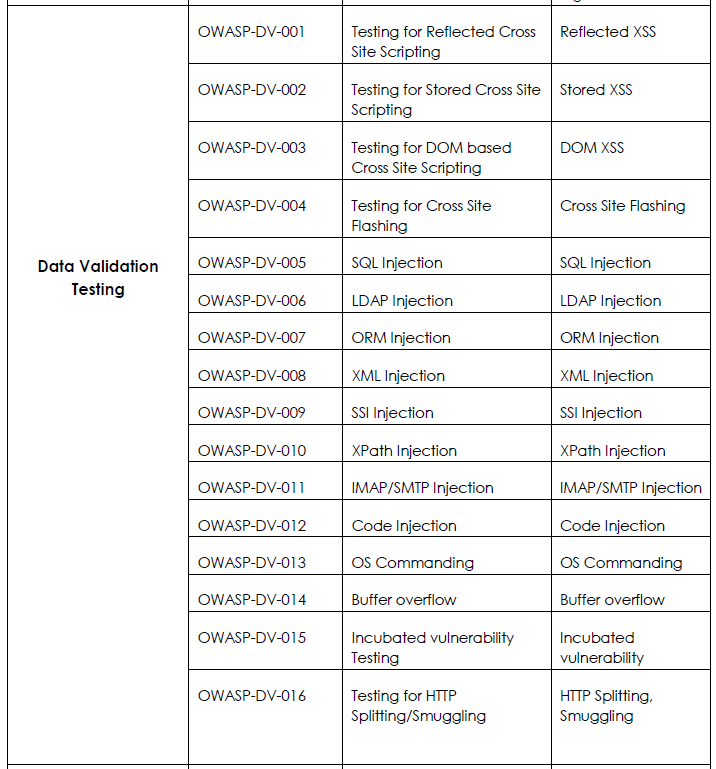 OWASP-DV-001 Testing for Reflected Cross Reflected XSS
Site Scripting
OWASP-DV-002 Testing for Stored Cross Site Stored XSS
Scripting
OWASP-DV-003 Testing for DOM based DOM XSS
Cross Site Scripting
OWASP-DV-004 Testing for Cross Site Cross Site Flashing
Flashing
Data Validation
Testing
OWASP-DV-005 SQL Injection SQL Injection
OWASP-DV-006 LDAP Injection LDAP Injection
OWASP-DV-007 ORM Injection ORM Injection
OWASP-DV-008 XML Injection XML Injection
OWASP-DV-009 SSI Injection SSI Injection
OWASP-DV-010 XPath Injection XPath Injection
OWASP-DV-011 IMAP/SMTP Injection IMAP/SMTP Injection
OWASP-DV-012 Code Injection Code Injection
OWASP-DV-013 OS Commanding OS Commanding
OWASP-DV-014 Buffer overflow Buffer overflow
OWASP-DV-015 Incubated vulnerability Incubated
Testing vulnerability
OWASP-DV-016 Testing for HTTP HTTP Splitting,
Splitting/Smuggling Smuggling